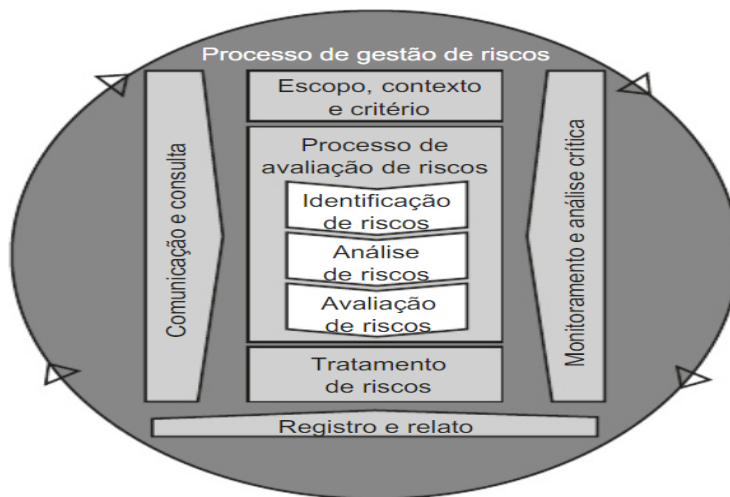 Processo de gestão de riscos
Escopo, contexto
e critério
Processo de
avaliação de riscos
Identificação
de riscos
Análise
de riscos
Avaliação
de riscos
Tratamento
de riscos
Comunicação e consulta
Monitoramento e análise crítica
Registro e relato